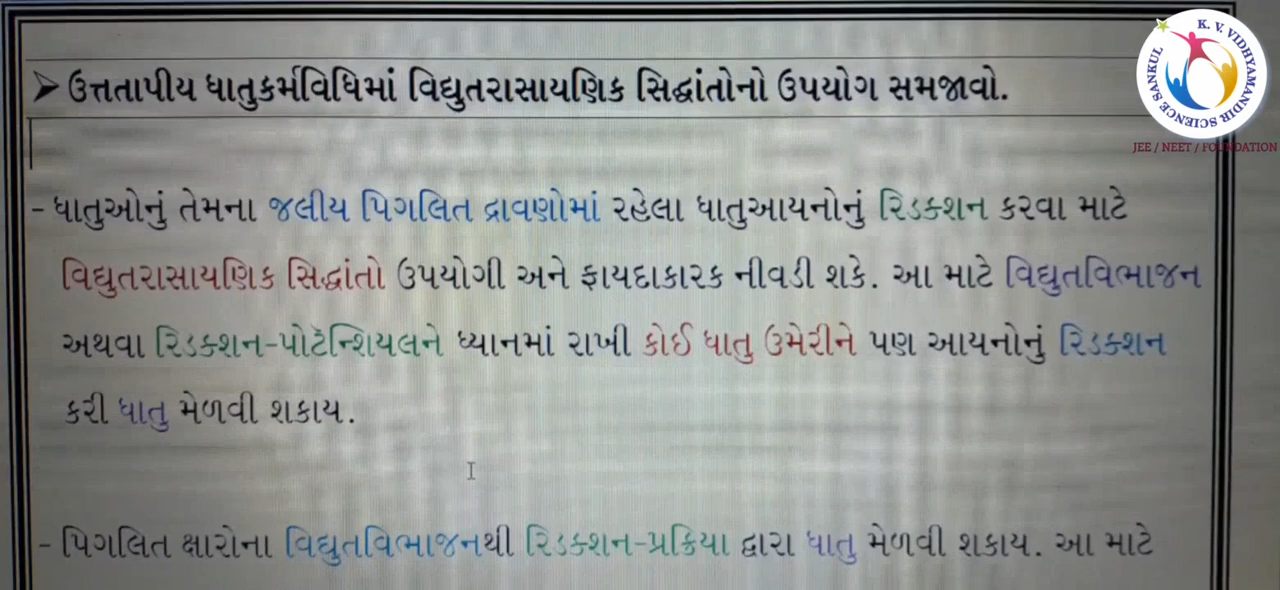 K. V. VIDHYAMANDIR SCIENCE SANKUL
JEE / NEET / FOUNDATION
➤ ઉત્તતાપીય ધાતુકર્મવિધિમાં વિદ્યુતરાસાયણિક સિદ્ધાંતોનો ઉપયોગ સમજાવો.
- ધાતુઓનું તેમના જલીય પિગલિત દ્રાવણોમાં રહેલા ધાતુઆયનોનું રિડક્શન કરવા માટે
વિદ્યુતરાસાયણિક સિદ્ધાંતો ઉપયોગી અને ફાયદાકારક નીવડી શકે. આ માટે વિદ્યુતવિભાજન
અથવા રિડક્શન-પોટૅન્શિયલને ધ્યાનમાં રાખી કોઈ ધાતુ ઉમેરીને પણ આયનોનું રિડક્શન
કરી ધાતુ મેળવી શકાય.
- પિગલિત ક્ષારોના વિદ્યુતવિભાજનથી રિડક્શન-પ્રક્રિયા દ્વારા ધાતુ મેળવી શકાય. આ માટે